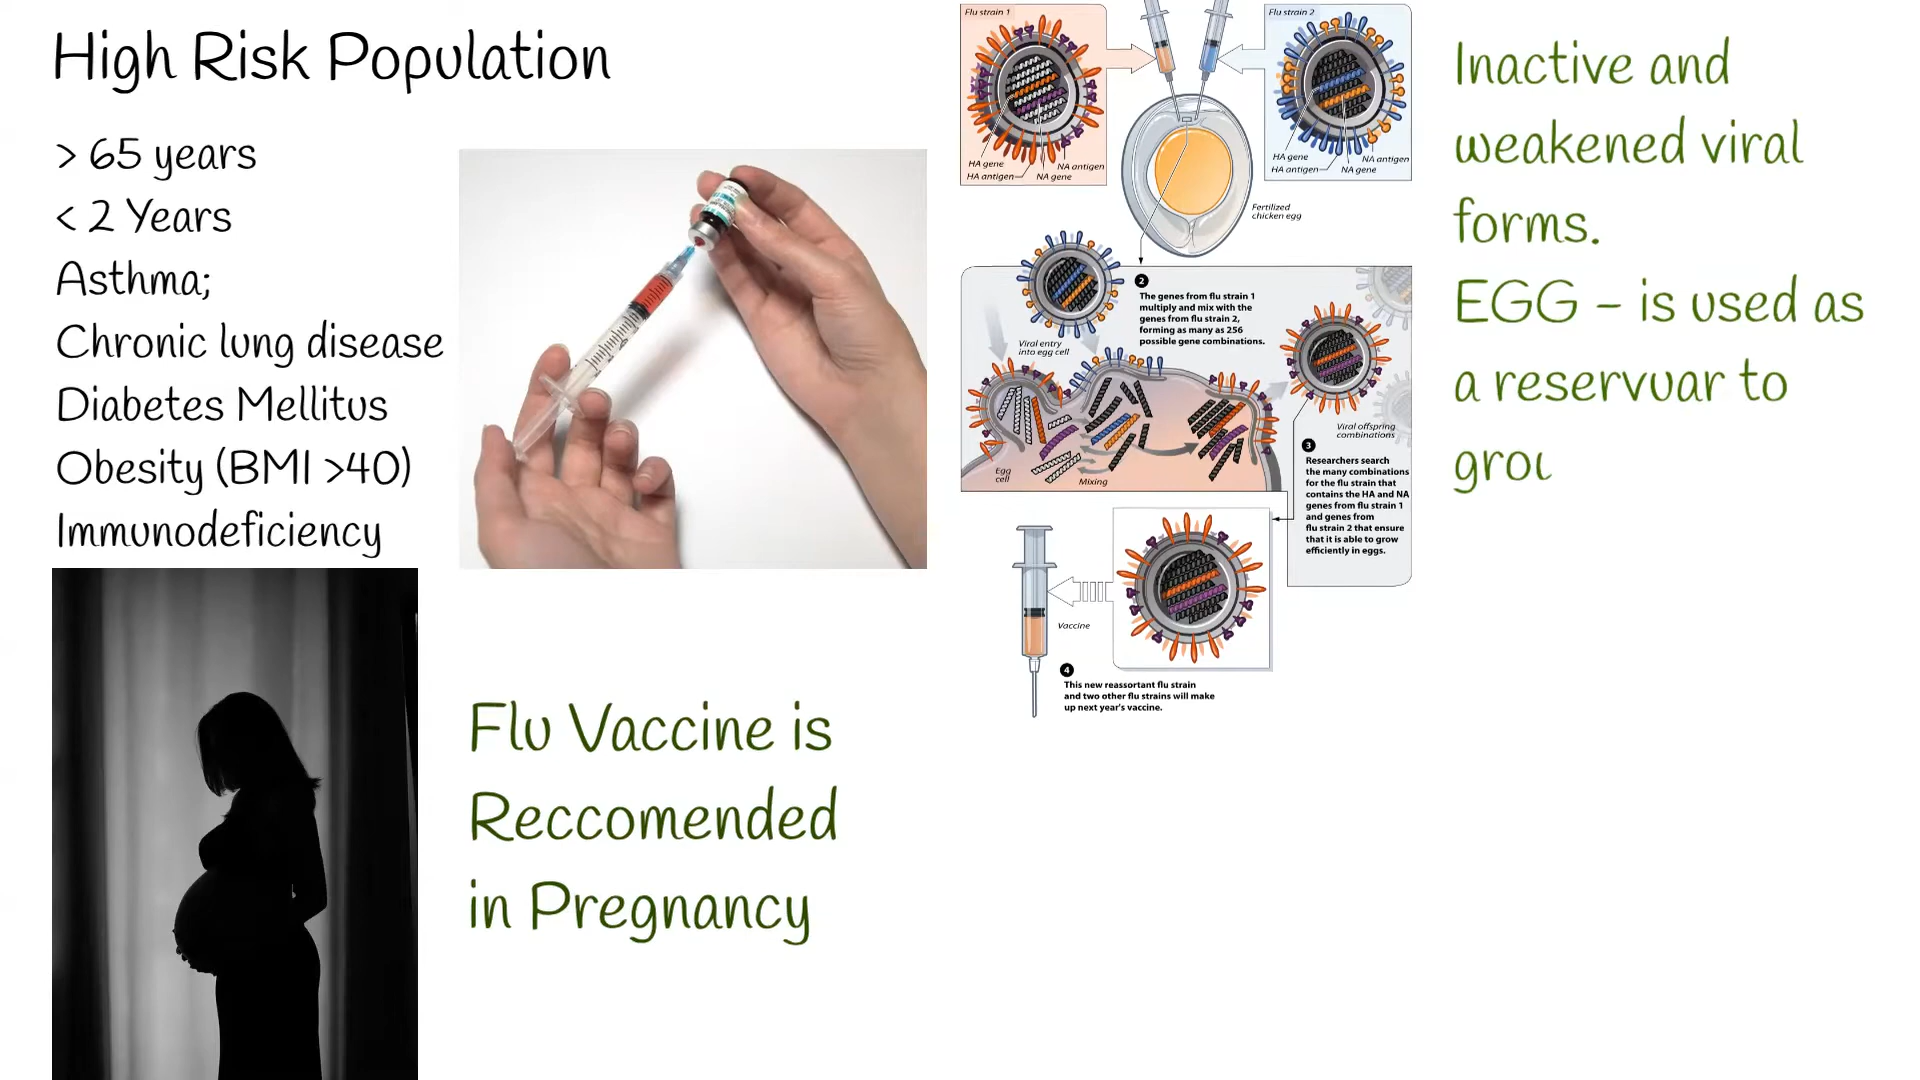 High Risk Population
> 65 years
< 2 Years
Asthma;
Chronic lung disease
Diabetes Mellitus
Obesity (BMI >40)
Immunodeficiency
Flu Vaccine is
Reccomended
in Pregnancy
Flu strain 1
HA gene
HA antigen
NA gene
NA antigen
Flu strain 2
HA gene
HA antigen
NA gene
NA antigen
Fertilized
chicken egg
2
The genes from flu strain 1
multiply and mix with the
genes from flu strain 2,
forming as many as 256
possible gene combinations.
Viral entry
into egg cell
Egg
cell
Mixing
Viral offspring
combinations
3
Researchers search
the many combinations
for the flu strain that
contains the HA and NA
genes from flu strain 1
and genes from
flu strain 2 that ensure
that it is able to grow
efficiently in eggs.
Vaccine
4
This new reassortant flu strain
and two other flu strains will make
up next year's vaccine.
Inactive and
weakened viral
forms.
EGG – is used as
a reservuar to
gro